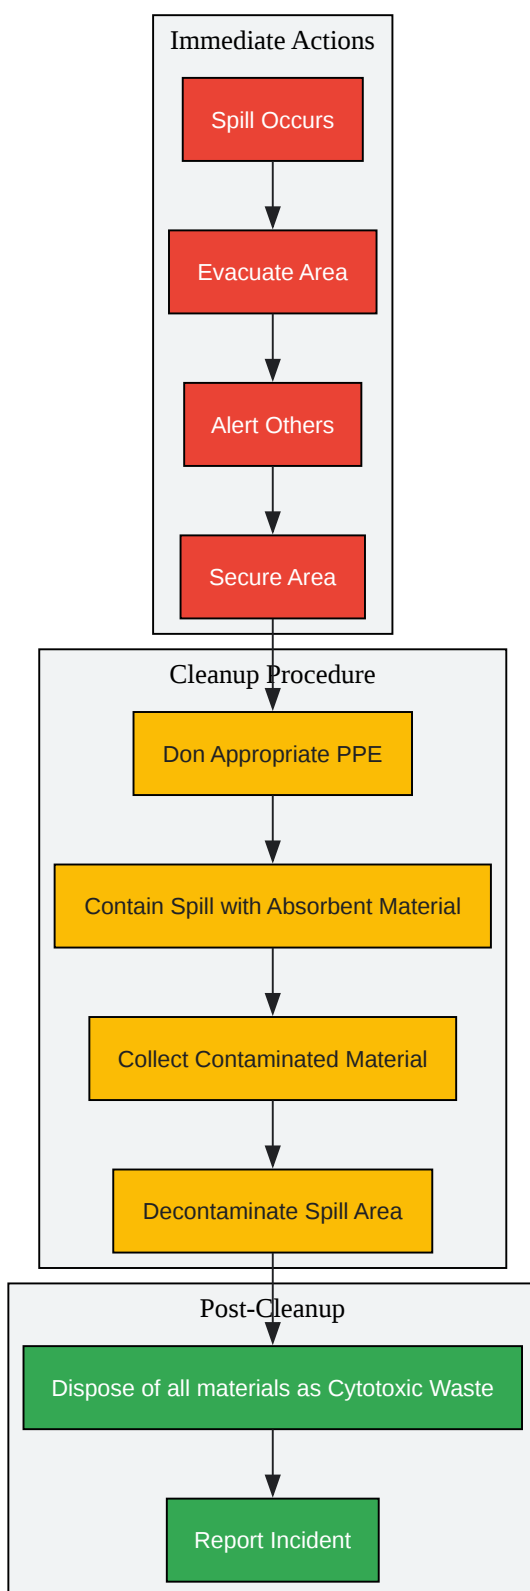 Immediate Actions
Spill Occurs
Evacuate Area
Alert Others
Secure Area
Cleanup Procedure
Don Appropriate PPE
Contain Spill with Absorbent Material
Collect Contaminated Material
Decontaminate Spill Area
Post-Cleanup
Dispose of all materials as Cytotoxic Waste
Report Incident